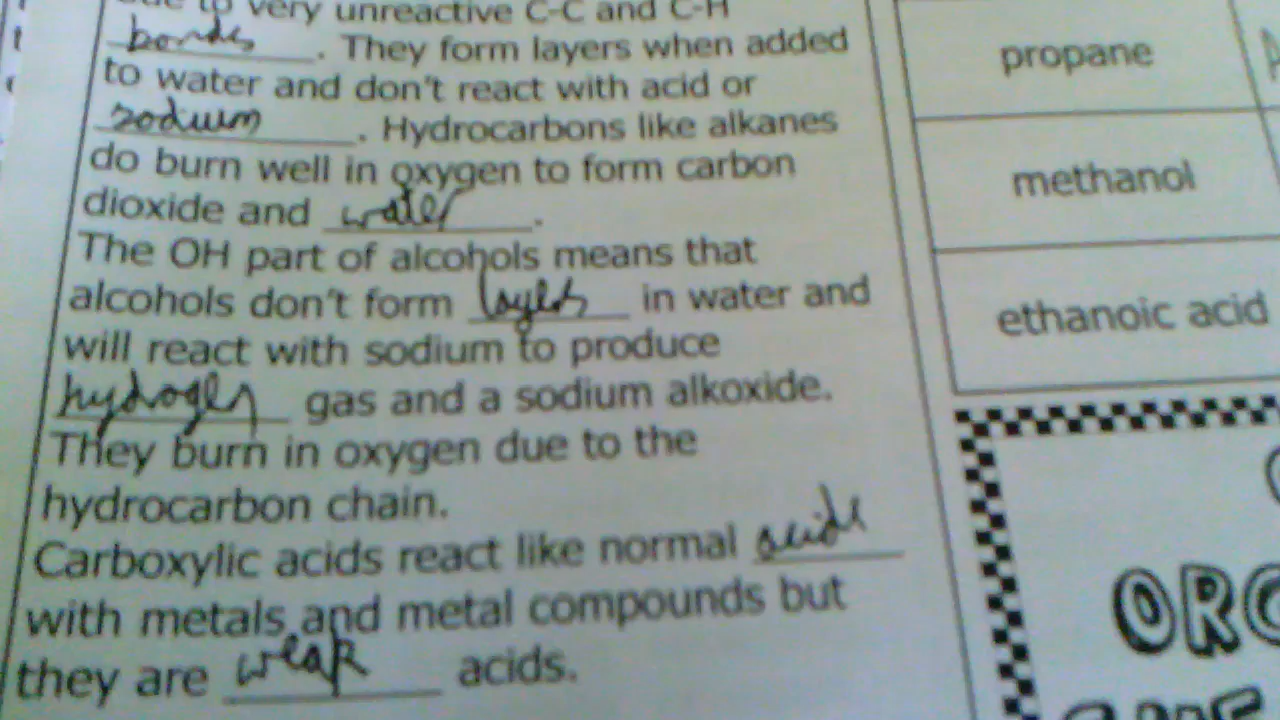 to very unreactive C-C and C-H
bonds. They form layers when added
to water and don't react with acid or
sodium. Hydrocarbons like alkanes
do burn well in oxygen to form carbon
dioxide and water.
The OH part of alcohols means that
alcohols don't form layers in water and
will react with sodium to produce
hydrogen gas and a sodium alkoxide.
They burn in oxygen due to the
hydrocarbon chain.
Carboxylic acids react like normal acids
with metals and metal compounds but
they are weak acids.
propane
methanol
ethanoic acid